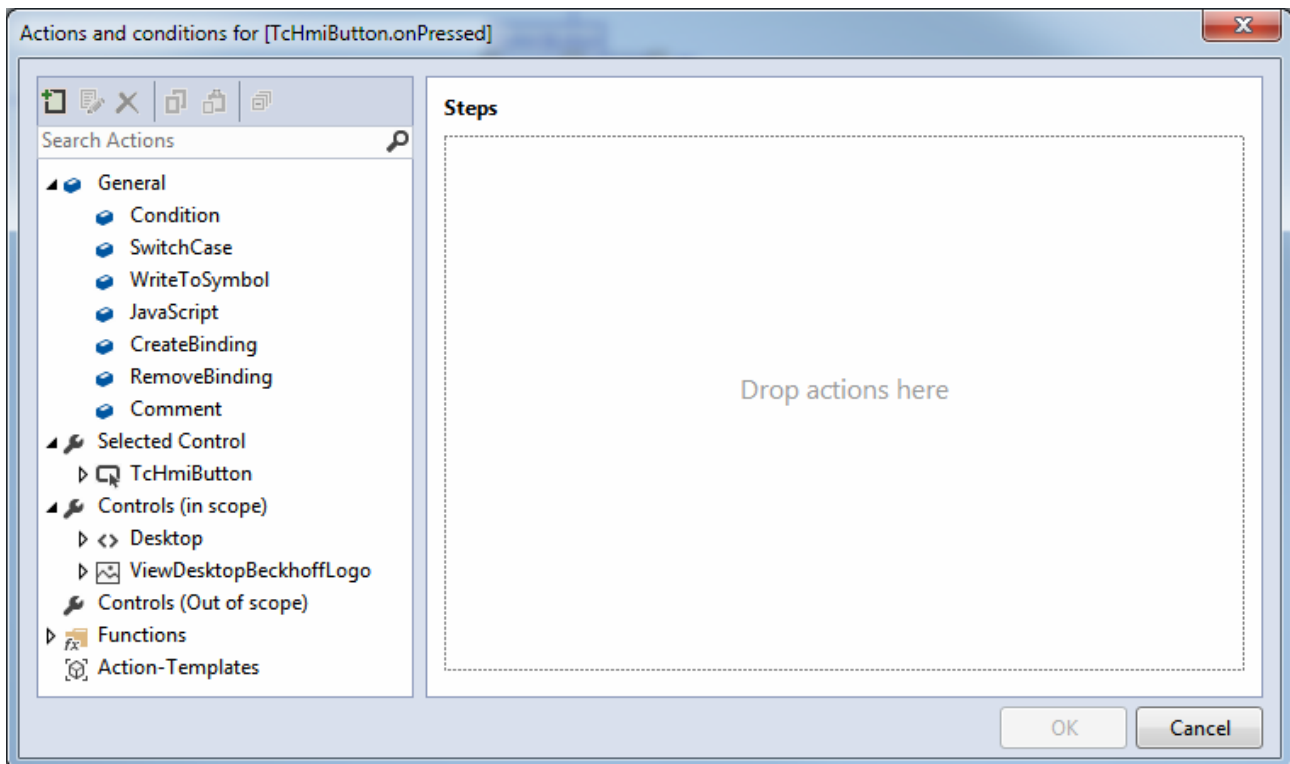 Actions and conditions for [TcHmiButton.onPressed]
Search Actions
General
Condition
SwitchCase
WriteToSymbol
JavaScript
CreateBinding
RemoveBinding
Comment
Selected Control
TcHmiButton
Controls (in scope)
Desktop
ViewDesktopBeckhoffLogo
Controls (Out of scope)
fx Functions
Action-Templates
Steps
Drop actions here
OK
Cancel